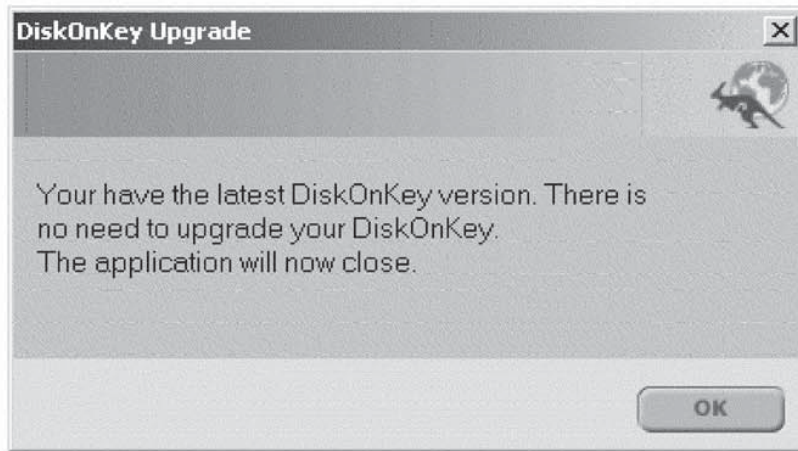 DiskOnKey Upgrade
Your have the latest DiskOnKey version. There is
no need to upgrade your DiskOnKey.
The application will now close.
OK